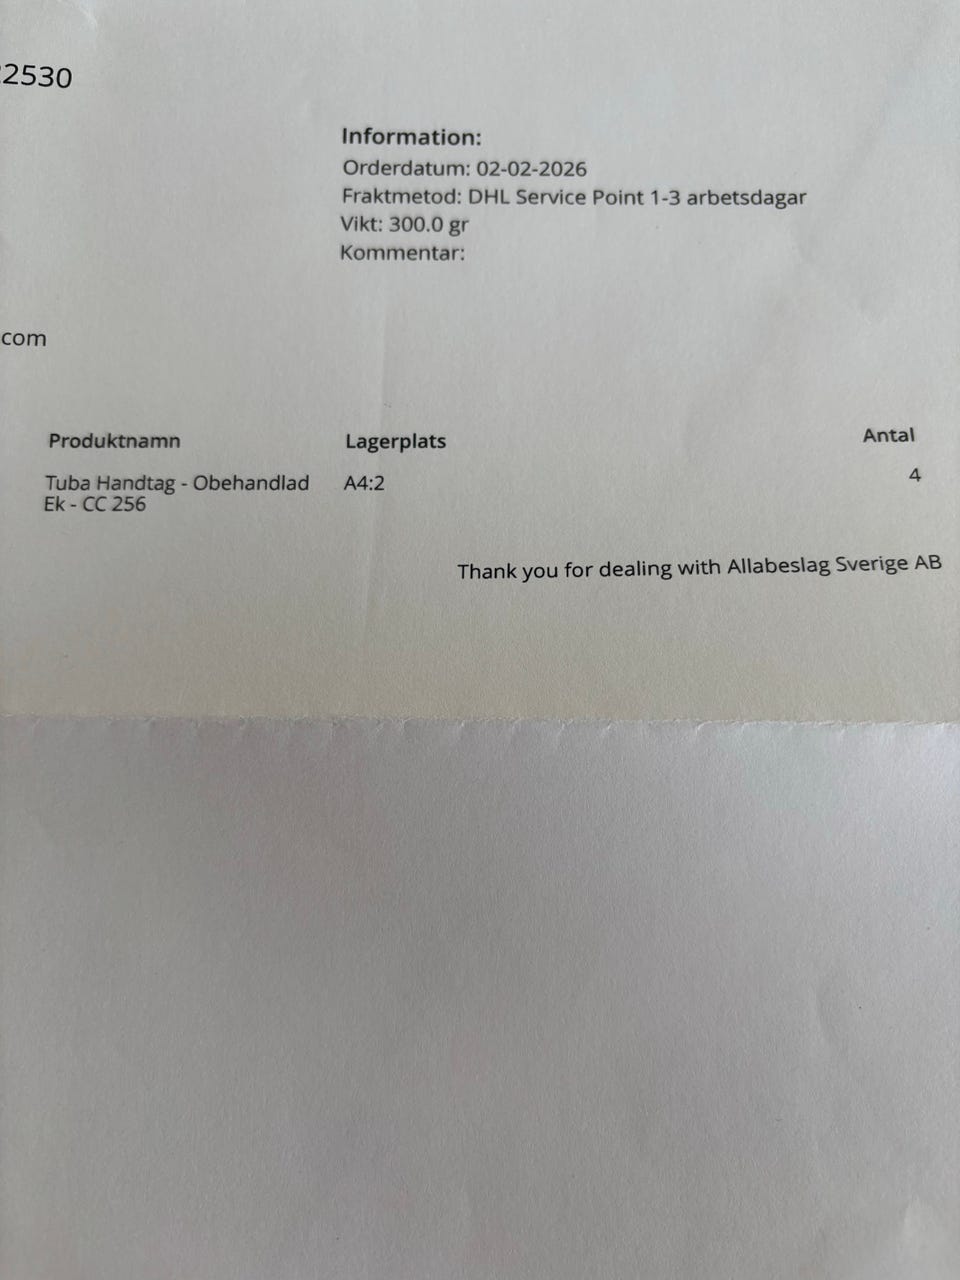 2530
Information:
Orderdatum: 02-02-2026
Fraktmetod: DHL Service Point 1-3 arbetsdagar
Vikt: 300.0 gr
Kommentar:
com
Produktnamn Lagerplats Antal
Tuba Handtag - Obehandlad A4:2 4
Ek - CC 256
Thank you for dealing with Allabeslag Sverige AB